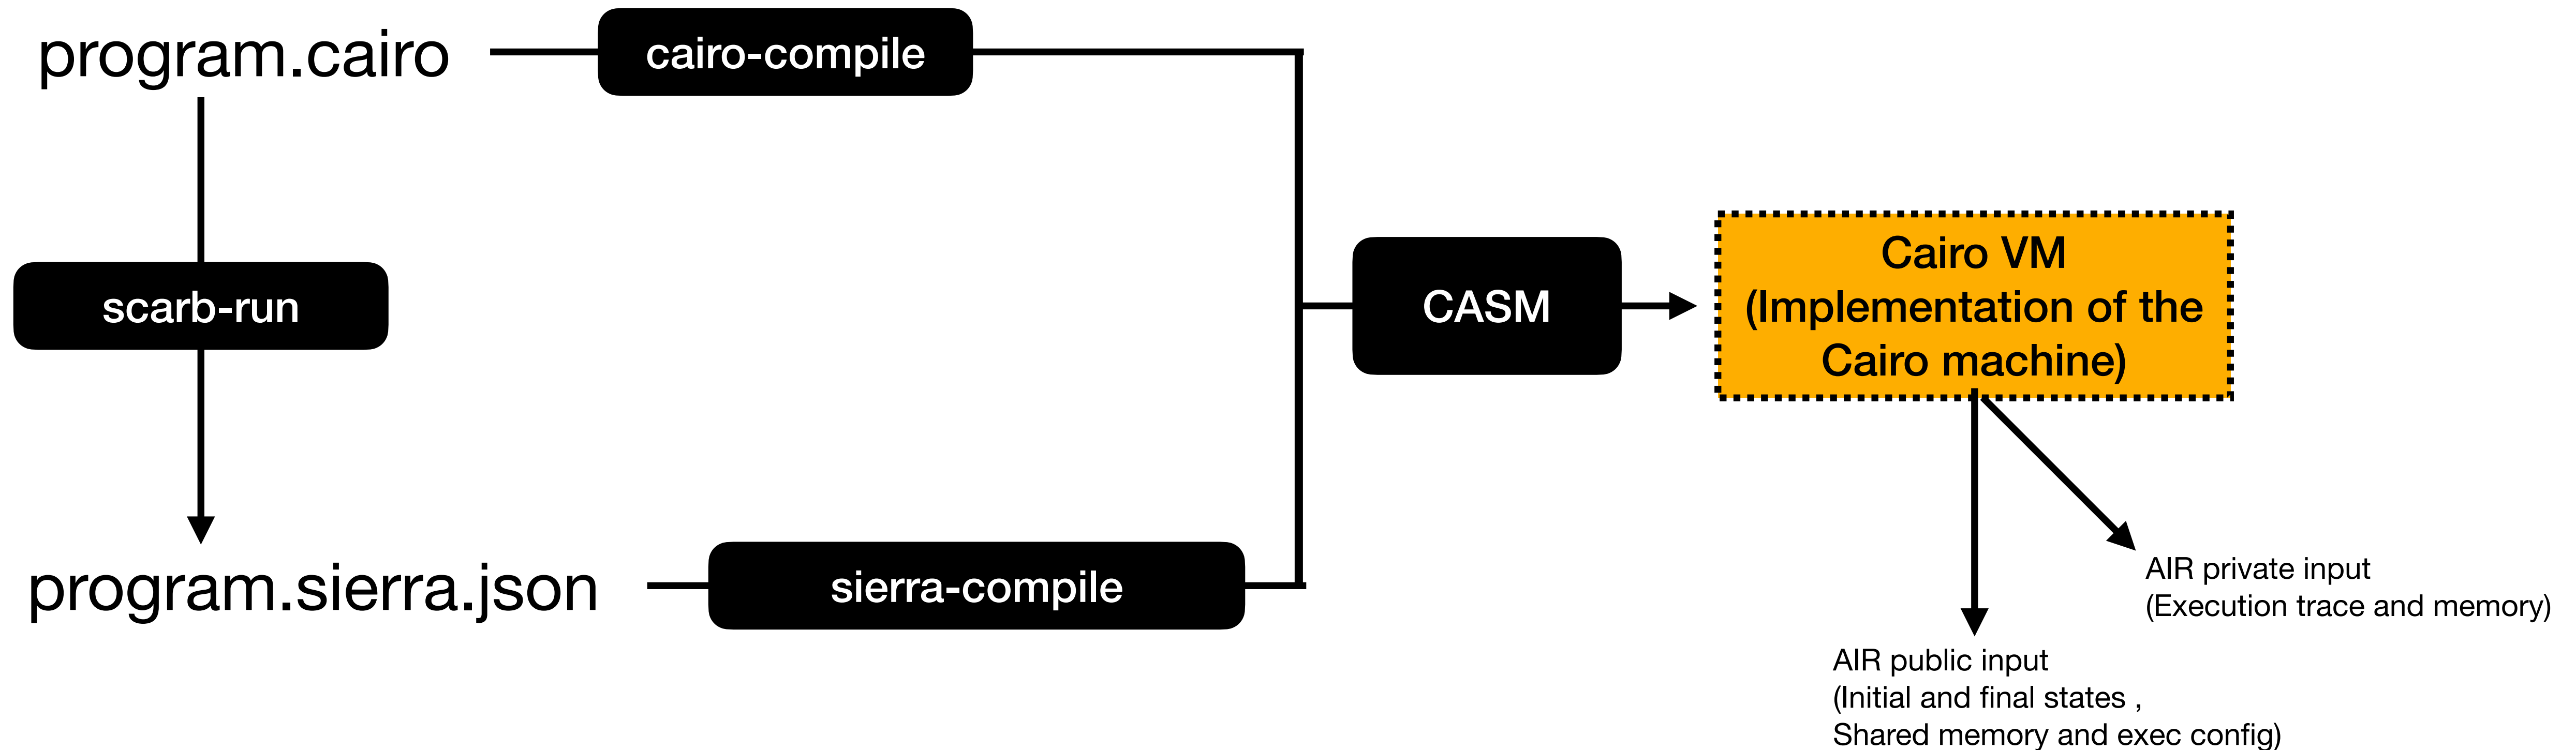 program.cairo
cairo-compile
scarb-run
program.sierra.json
sierra-compile
CASM
Cairo VM
(Implementation of the
Cairo machine)
AIR private input
(Execution trace and memory)
AIR public input
(Initial and final states ,
Shared memory and exec config)